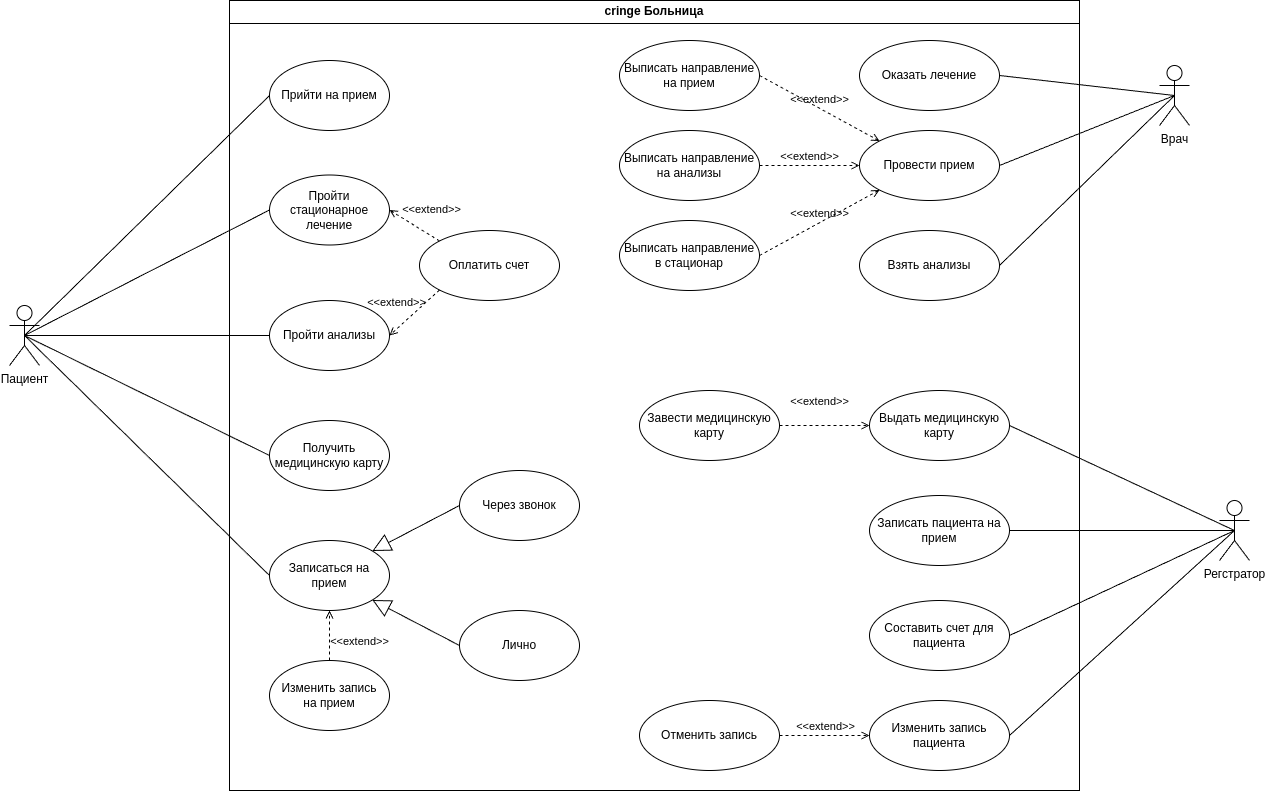 cringe Больница
Прийти на прием
Пройти
стационарное
лечение
<<extend>>
Оплатить счет
<<extend>>
Пройти анализы
Пациент
Получить
медицинску карту
Через звонок
Записаться на
прием
Лично
<<extend>>
Изменить запись
на прием
Выписать направление
на прием
<<extend>>
Оказать лечение
Выписать направление
на анализы
<<extend>>
Провести прием
<<extend>>
Выписать направление
в стационар
Взять анализы
Врач
Завести медицинскую
карту
<<extend>>
Выдать медицинскую
карту
Записать пациента на
прием
Регстратор
Составить счет для
пациента
Отменить запись
<<extend>>
Изменить запись
пациента